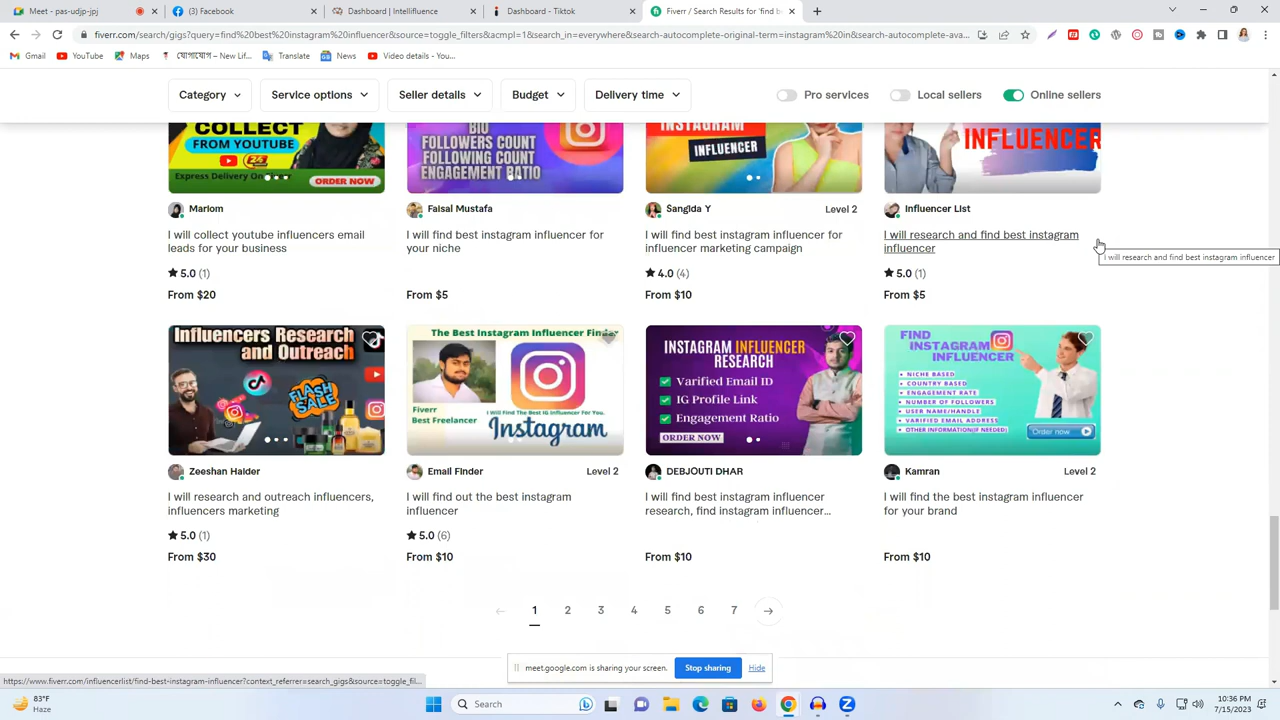 Meet - pas-udjp-pjj
(3) Facebook
Dashboard | Intellifluence
Dashboard - Tiktok
Fiverr / Search Results for 'find b
fiverr.com/search/gigs?query=find%20best%20instagram%20influencer&source=toggle_filters&acmpl=1&search_in=everywhere&search-autocomplete-original-term=instagram%20in&search-autocomplete-ava...
Gmail
YouTube
Maps
যোগাযোগ – New Lif...
Translate
News
Video details - You...
Category
Service options
Seller details
Budget
Delivery time
Pro services
Local sellers
Online sellers
COLLECT
FROM YOUTUBE
Express Delivery On
ORDER NOW
BIO
FOLLOWERS COUNT
FOLLOWING COUNT
ENGAGEMENT RATIO
INSTAGRAM
INFLUENCER
INFLUENCER
Mariom
Faisal Mustafa
Sangida Y
Level 2
Influencer List
I will collect youtube influencers email
leads for your business
I will find best instagram influencer for
your niche
I will find best instagram influencer for
influencer marketing campaign
I will research and find best instagram
influencer
I will research and find best instagram influencer
5.0 (1)
4.0 (4)
5.0 (1)
From $20
From $5
From $10
From $5
Influencers Research
and Outreach
FLASH
SALE
The Best Instagram Influencer Finder
Fiverr
Best Freelancer
I Will Find The Best IG Influencer For You.
Instagram
INSTAGRAM INFLUENCER
RESEARCH
Varified Email ID
IG Profile Link
Engagement Ratio
ORDER NOW
FIND
INSTAGRAM
INFLUENCER
NICHE BASED
COUNTRY BASED
ENGAGEMENT RATE
NUMBER OF FOLLOWERS
USER NAME/HANDLE
VARIFIED EMAIL ADDRESS
OTHER INFORMATION(IF NEEDED)
Order now
Zeeshan Haider
Email Finder
Level 2
DEBJOUTI DHAR
Kamran
Level 2
I will research and outreach influencers,
influencers marketing
I will find out the best instagram
influencer
I will find best instagram influencer
research, find instagram influencer...
I will find the best instagram influencer
for your brand
5.0 (1)
5.0 (6)
From $30
From $10
From $10
From $10
1
2
3
4
5
6
7
meet.google.com is sharing your screen.
Stop sharing
Hide
https://www.fiverr.com/influencerlist/find-best-instagram-influencer?context_referrer=search_gigs&source=toggle_fil...
83°F
Haze
Search
10:36 PM
7/15/2023